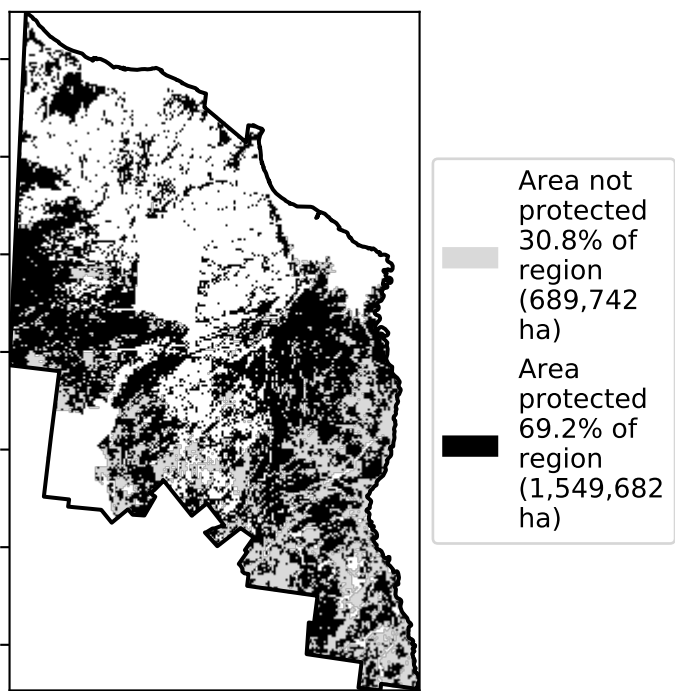 Area not
protected
30.8% of
region
(689,742
ha)
Area
protected
69.2% of
region
(1,549,682
ha)